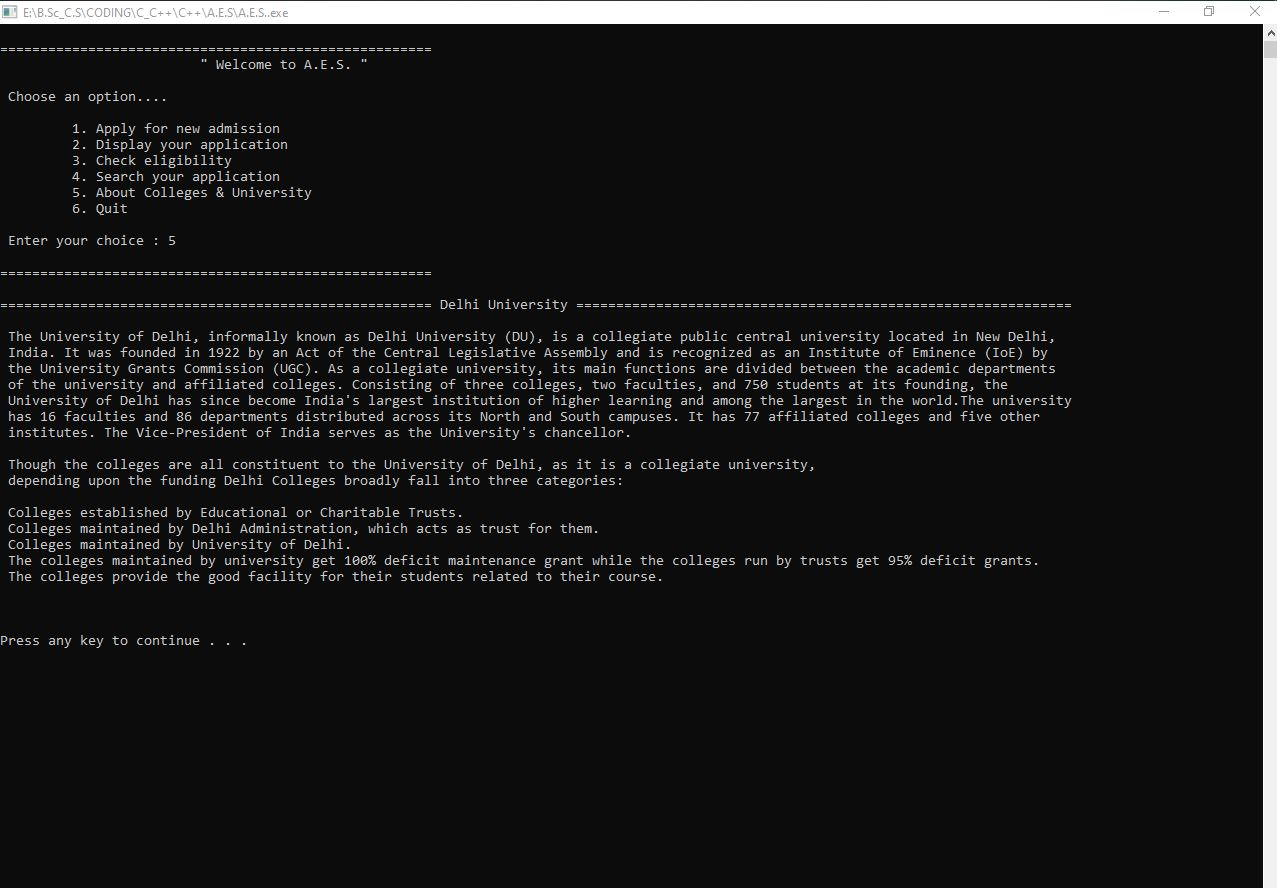 E:\B.Sc_C.S\CODING\C_C++\C++\A.E.S\A.E.S..exe
======================================================
" Welcome to A.E.S. "
Choose an option....
1. Apply for new admission
2. Display your application
3. Check eligibility
4. Search your application
5. About Colleges & University
6. Quit
Enter your choice : 5
======================================================
====================================================== Delhi University ==============================================================
The University of Delhi, informally known as Delhi University (DU), is a collegiate public central university located in New Delhi,
India. It was founded in 1922 by an Act of the Central Legislative Assembly and is recognized as an Institute of Eminence (IoE) by
the University Grants Commission (UGC). As a collegiate university, its main functions are divided between the academic departments
of the university and affiliated colleges. Consisting of three colleges, two faculties, and 750 students at its founding, the
University of Delhi has since become India's largest institution of higher learning and among the largest in the world.The university
has 16 faculties and 86 departments distributed across its North and South campuses. It has 77 affiliated colleges and five other
institutes. The Vice-President of India serves as the University's chancellor.
Though the colleges are all constituent to the University of Delhi, as it is a collegiate university,
depending upon the funding Delhi Colleges broadly fall into three categories:
Colleges established by Educational or Charitable Trusts.
Colleges maintained by Delhi Administration, which acts as trust for them.
Colleges maintained by University of Delhi.
The colleges maintained by university get 100% deficit maintenance grant while the colleges run by trusts get 95% deficit grants.
The colleges provide the good facility for their students related to their course.
Press any key to continue . . .